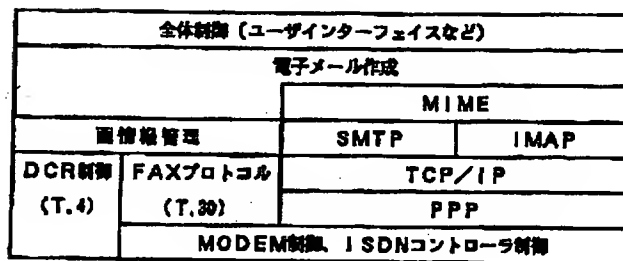 全体制御(ユーザインターフェイスなど)
電子メール作成
MIME
画情報管理
SMTP
IMAP
DCR制御
(T.4)
FAXプロトコル
(T.30)
TCP/IP
PPP
MODEM制御、ISDNコントローラ制御